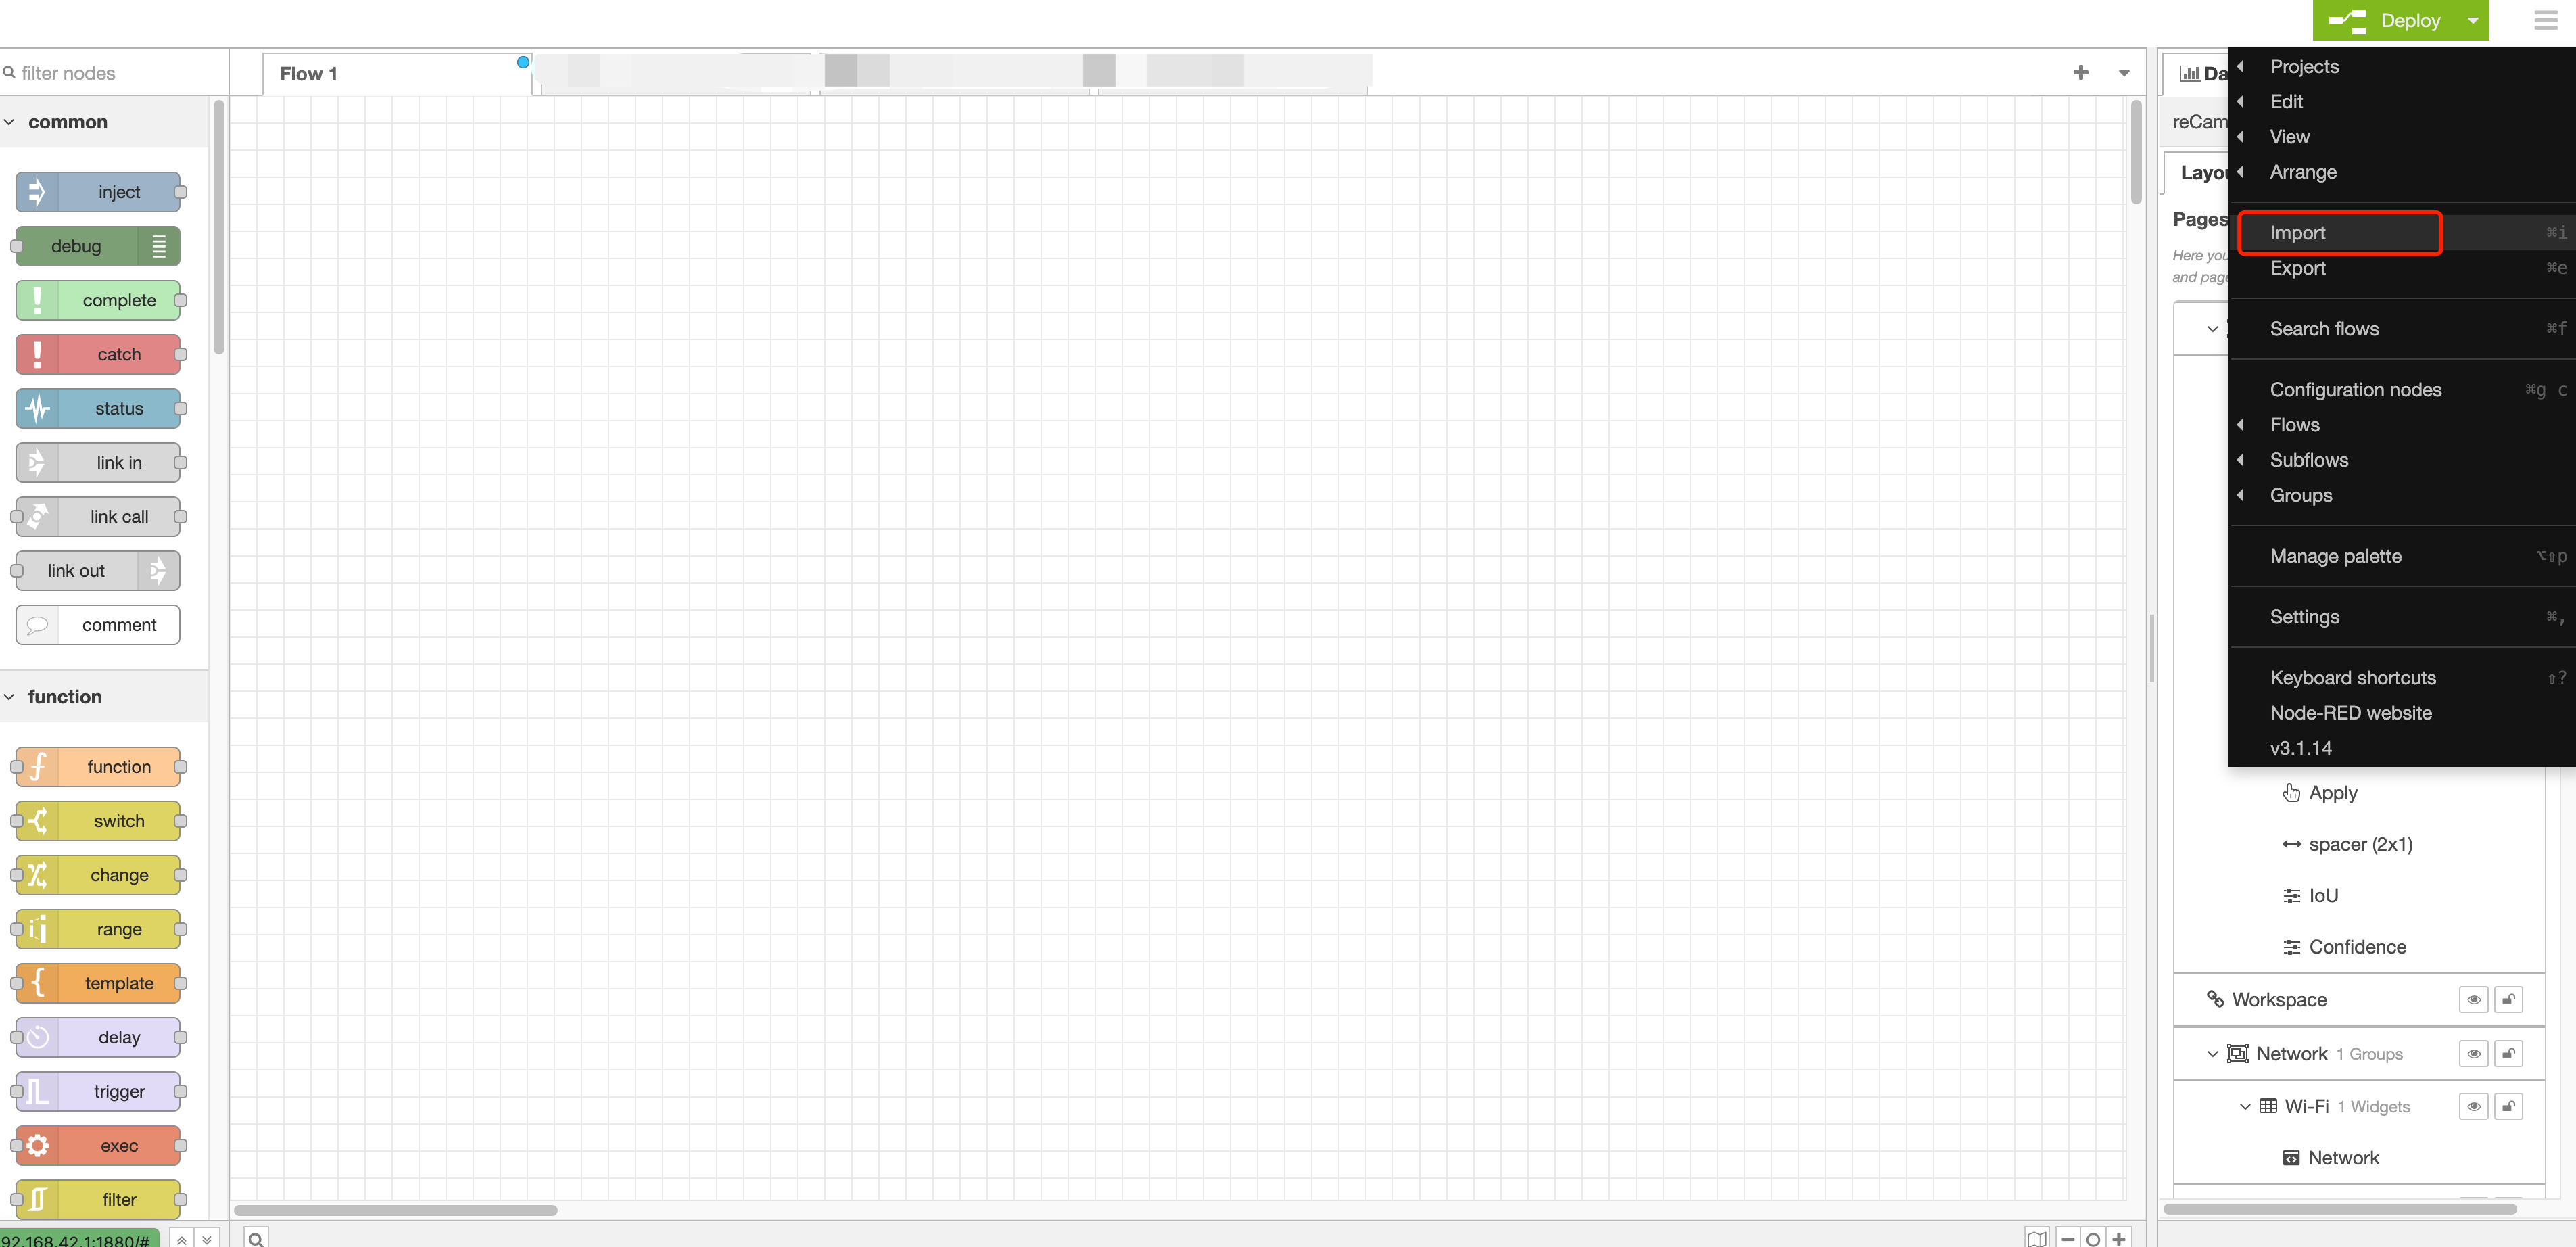 Deploy
filter nodes
Flow 1
common
inject
debug
complete
catch
status
link in
link call
link out
comment
function
function
switch
change
range
template
delay
trigger
exec
filter
92.168.42.1:1880/#
Da
reCam
Layou
Pages
Here you
and page
Projects
Edit
View
Arrange
Import ⌘i
Export ⌘e
Search flows ⌘f
Configuration nodes ⌘g c
Flows
Subflows
Groups
Manage palette ⌥⇧p
Settings ⌘,
Keyboard shortcuts ⇧?
Node-RED website
v3.1.14
Apply
spacer (2x1)
IoU
Confidence
Workspace
Network 1 Groups
Wi-Fi 1 Widgets
Network